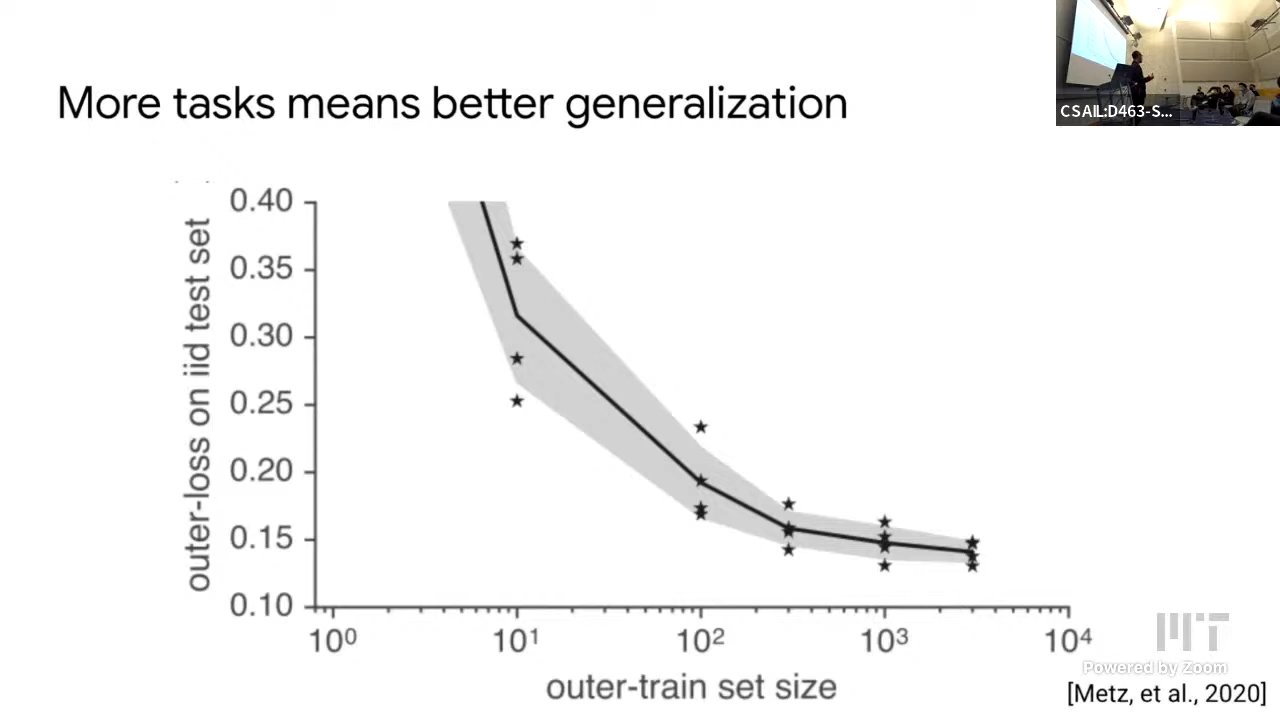 More tasks means better generalization
CSAIL:D463-S...
outer-loss on iid test set
0.40
0.35
0.30
0.25
0.20
0.15
0.10
10⁰ 10¹ 10² 10³ 10⁴
outer-train set size
MIT
Powered by Zoom
[Metz, et al., 2020]